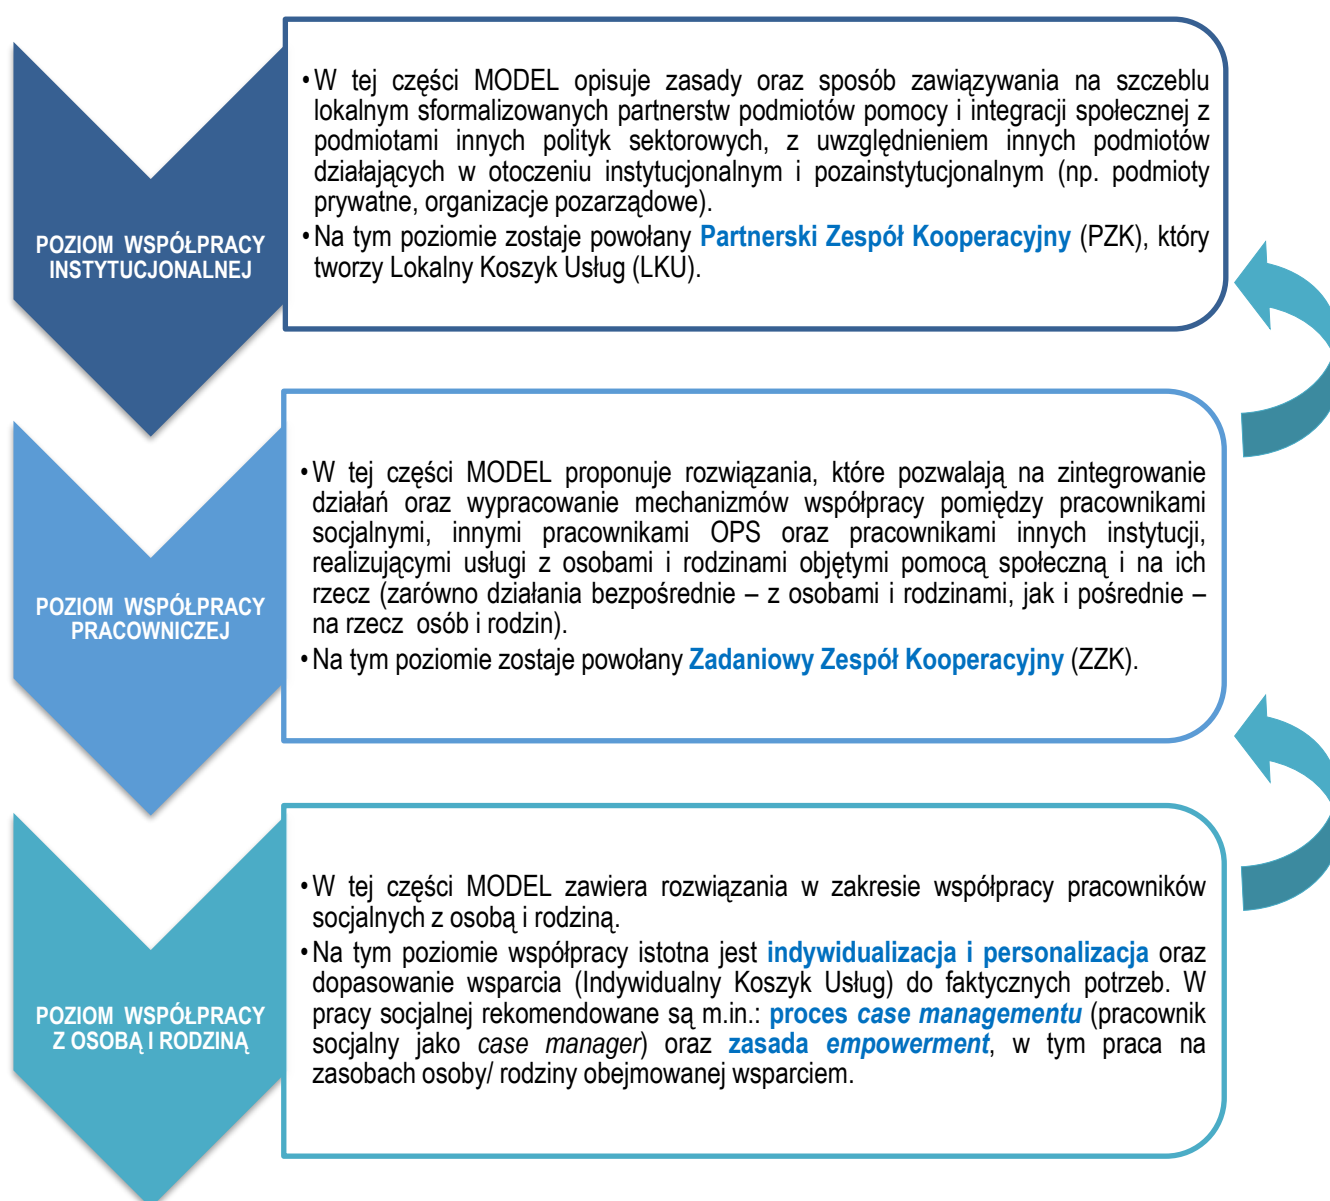 •W tej części MODEL opisuje zasady oraz sposób zawiązywania na szczeblu
lokalnym sformalizowanych partnerstw podmiotów pomocy i integracji społecznej z
podmiotami innych polityk sektorowych, z uwzględnieniem innych podmiotów
działających w otoczeniu instytucjonalnym i pozainstytucjonalnym (np. podmioty
prywatne, organizacje pozarządowe).
•Na tym poziomie zostaje powołany Partnerski Zespół Kooperacyjny (PZK), który
tworzy Lokalny Koszyk Usług (LKU).
POZIOM WSPÓŁPRACY
INSTYTUCJONALNEJ
•W tej części MODEL proponuje rozwiązania, które pozwalają na zintegrowanie
działań oraz wypracowanie mechanizmów współpracy pomiędzy pracownikami
socjalnymi, innymi pracownikami OPS oraz pracownikami innych instytucji,
realizującymi usługi z osobami i rodzinami objętymi pomocą społeczną i na ich
rzecz (zarówno działania bezpośrednie – z osobami i rodzinami, jak i pośrednie –
na rzecz osób i rodzin).
•Na tym poziomie zostaje powołany Zadaniowy Zespół Kooperacyjny (ZZK).
POZIOM WSPÓŁPRACY
PRACOWNICZEJ
•W tej części MODEL zawiera rozwiązania w zakresie współpracy pracowników
socjalnych z osobą i rodziną.
•Na tym poziomie współpracy istotna jest indywidualizacja i personalizacja oraz
dopasowanie wsparcia (Indywidualny Koszyk Usług) do faktycznych potrzeb. W
pracy socjalnej rekomendowane są m.in.: proces case managementu (pracownik
socjalny jako case manager) oraz zasada empowerment, w tym praca na
zasobach osoby/ rodziny obejmowanej wsparciem.
POZIOM WSPÓŁPRACY
Z OSOBĄ I RODZINĄ